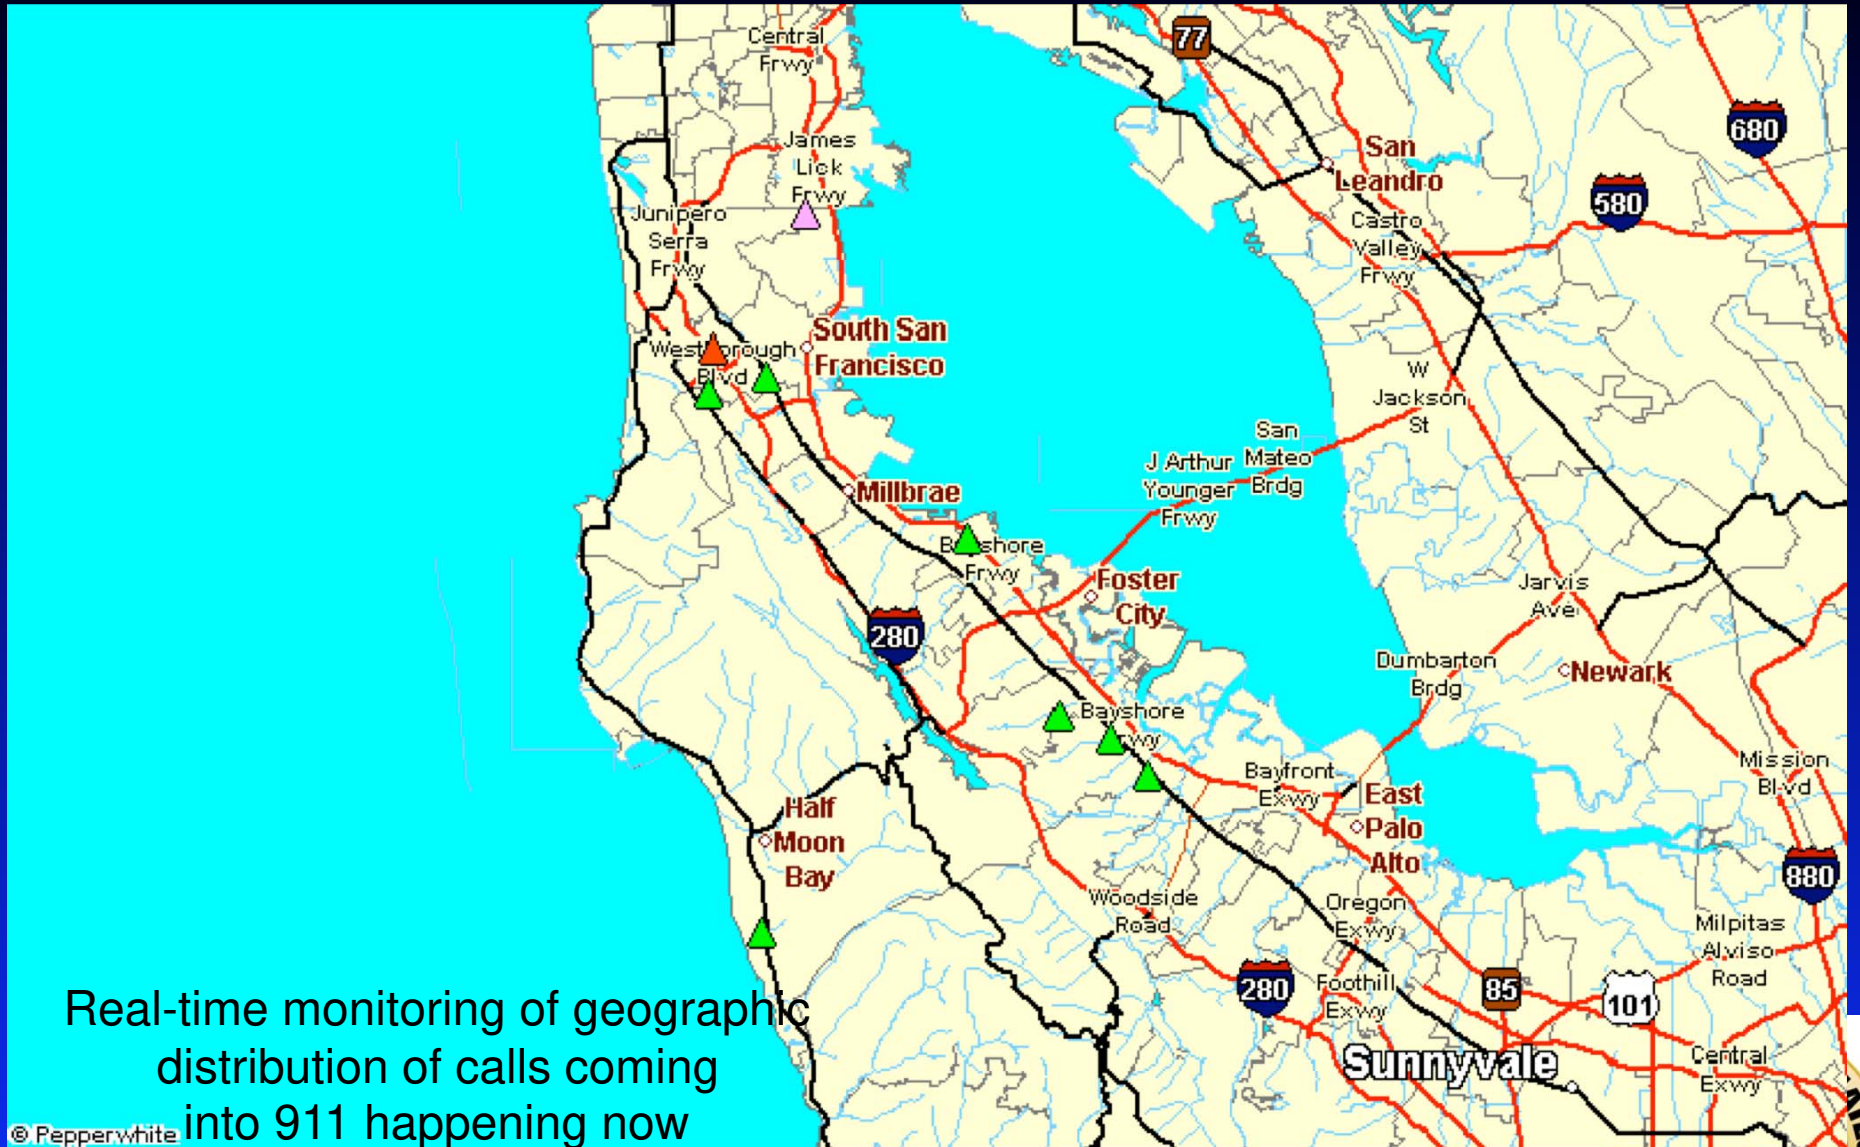 Central
Frwy
77
James
Lick
Frwy
680
San
Leandro
580
Junipero
Serra
Frwy
Castro
Valley
Frwy
South San
Francisco
Westborough
Blvd
W
Jackson
St
San
Mateo
Brdg
J Arthur
Younger
Frwy
Millbrae
Bayshore
Frwy
Foster
City
Jarvis
Ave
280
Dumbarton
Brdg
Newark
Bayshore
Frwy
Mission
Blvd
Bayfront
Exwy
East
Palo
Alto
Half
Moon
Bay
880
Woodside
Road
Oregon
Exwy
Milpitas
Alviso
Road
280
Foothill
Exwy
85
101
Sunnyvale
Central
Exwy
Real-time monitoring of geographic
distribution of calls coming
into 911 happening now
© Pepperwhite